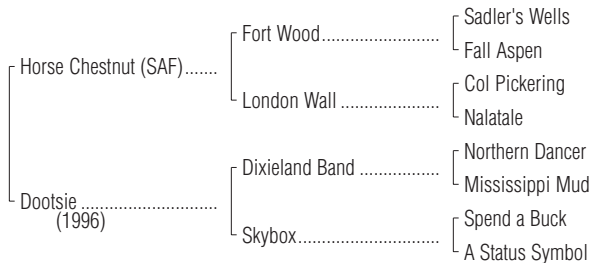 Sadler's Wells
Fort Wood..........................
Fall Aspen
Horse Chestnut (SAF).......
Col Pickering
London Wall ......................
Nalatale
Northern Dancer
Dixieland Band ..................
Mississippi Mud
Dootsie ..............................
(1996)
Spend a Buck
Skybox...............................
A Status Symbol